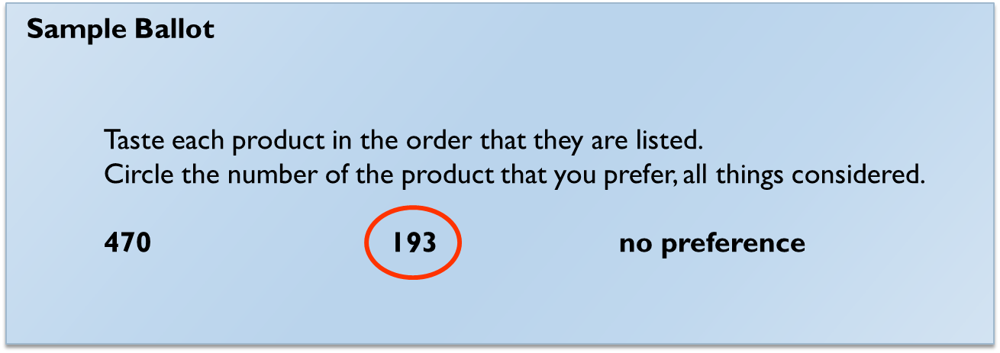 Sample Ballot
Taste each product in the order that they are listed.
Circle the number of the product that you prefer, all things considered.
470 193 no preference